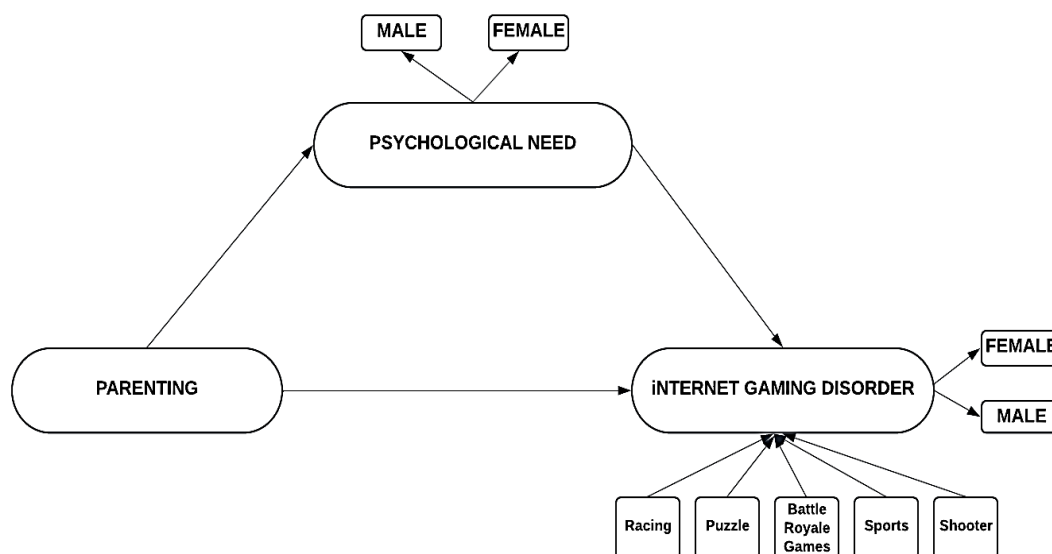 MALE
FEMALE
PSYCHOLOGICAL NEED
PARENTING
iNTERNET GAMING DISORDER
FEMALE
MALE
Racing
Puzzle
Battle
Royale
Games
Sports
Shooter